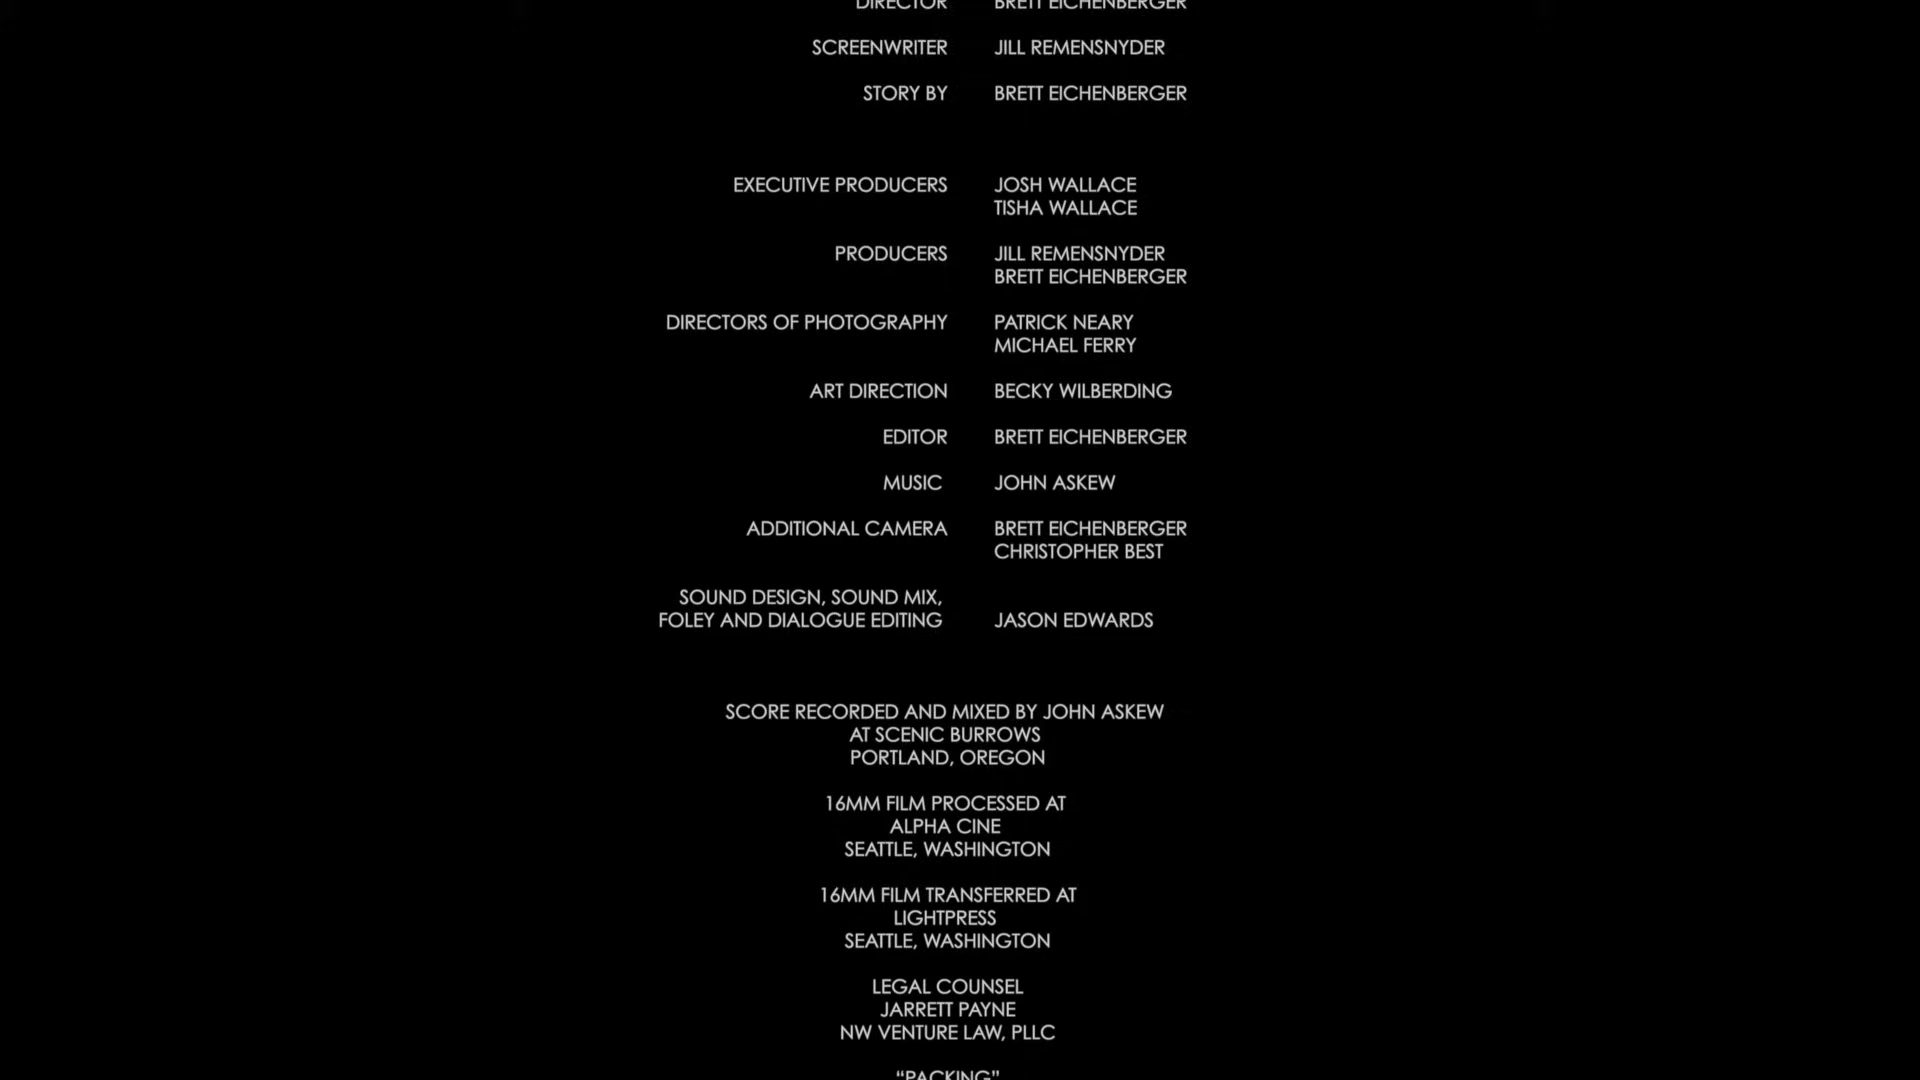 DIRECTOR BRETT EICHENBERGER
SCREENWRITER JILL REMENSNYDER
STORY BY BRETT EICHENBERGER
EXECUTIVE PRODUCERS JOSH WALLACE
TISHA WALLACE
PRODUCERS JILL REMENSNYDER
BRETT EICHENBERGER
DIRECTORS OF PHOTOGRAPHY PATRICK NEARY
MICHAEL FERRY
ART DIRECTION BECKY WILBERDING
EDITOR BRETT EICHENBERGER
MUSIC JOHN ASKEW
ADDITIONAL CAMERA BRETT EICHENBERGER
CHRISTOPHER BEST
SOUND DESIGN, SOUND MIX,
FOLEY AND DIALOGUE EDITING JASON EDWARDS
SCORE RECORDED AND MIXED BY JOHN ASKEW
AT SCENIC BURROWS
PORTLAND, OREGON
16MM FILM PROCESSED AT
ALPHA CINE
SEATTLE, WASHINGTON
16MM FILM TRANSFERRED AT
LIGHTPRESS
SEATTLE, WASHINGTON
LEGAL COUNSEL
JARRETT PAYNE
NW VENTURE LAW, PLLC
“PACKING”